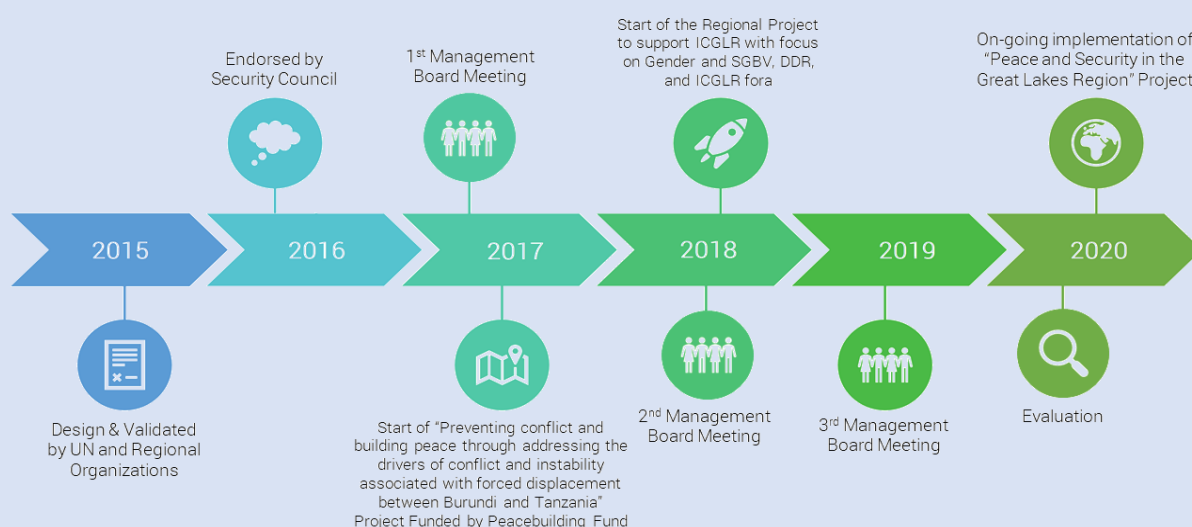 Endorsed by
Security Council
1st Management
Board Meeting
Start of the Regional Project
to support ICGLR with focus
on Gender and SGBV, DDR,
and ICGLR fora
On-going implementation of
“Peace and Security in the
Great Lakes Region” Project
2015
2016
2017
2018
2019
2020
Design & Validated
by UN and Regional
Organizations
Start of “Preventing conflict and
building peace through addressing the
drivers of conflict and instability
associated with forced displacement
between Burundi and Tanzania”
Project Funded by Peacebuilding Fund
2nd Management
Board Meeting
3rd Management
Board Meeting
Evaluation